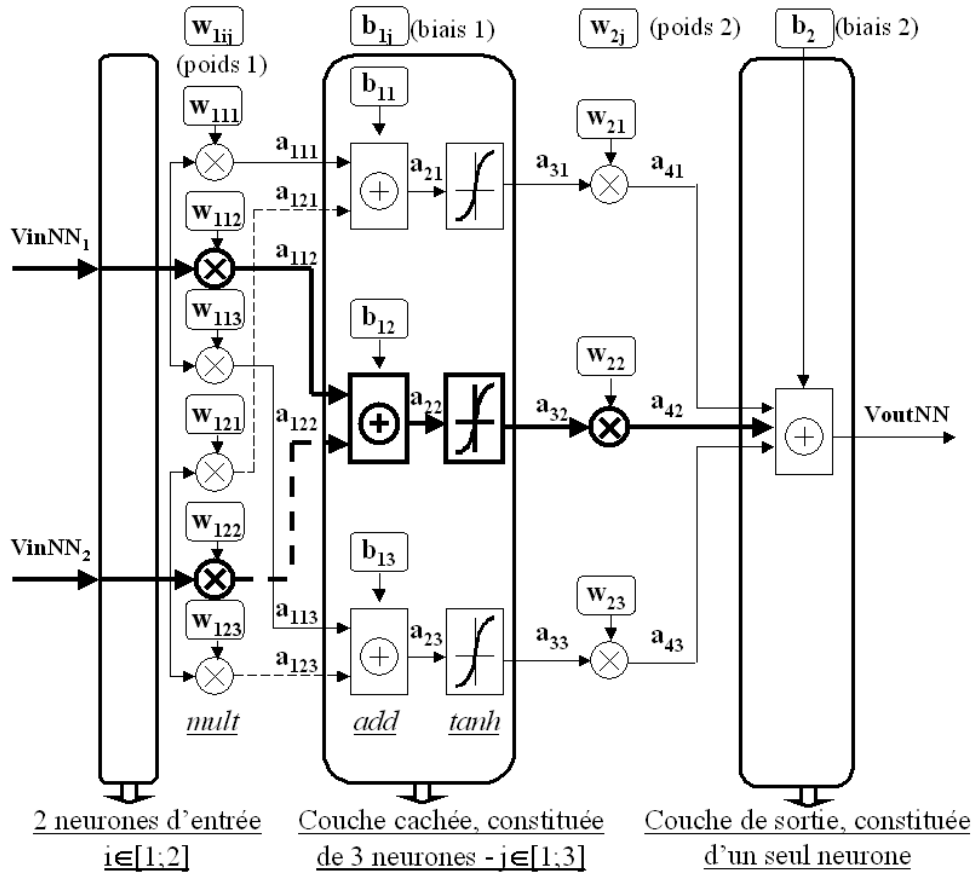 w1ij
(poids 1)
b1j (biais 1)
w2j (poids 2)
b2 (biais 2)
w111
a111
b11
a21
a31
w21
a41
a121
w112
VinNN1
a112
w113
b12
w22
a122
a22
a32
a42
VoutNN
w121
w122
VinNN2
b13
w123
a113
a123
a23
a33
w23
a43
mult
add
tanh
2 neurones d'entrée
i∈[1;2]
Couche cachée, constituée
de 3 neurones - j∈[1;3]
Couche de sortie, constituée
d'un seul neurone